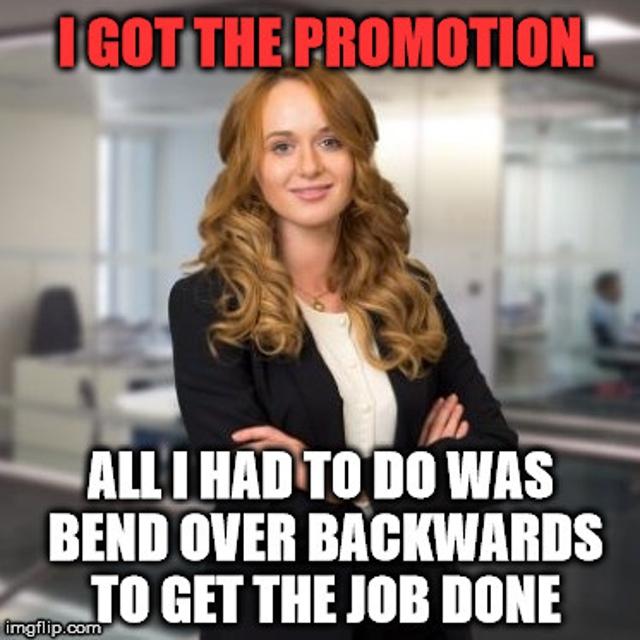 I GOT THE PROMOTION.
ALL I HAD TO DO WAS
BEND OVER BACKWARDS
TO GET THE JOB DONE
imgflip.com